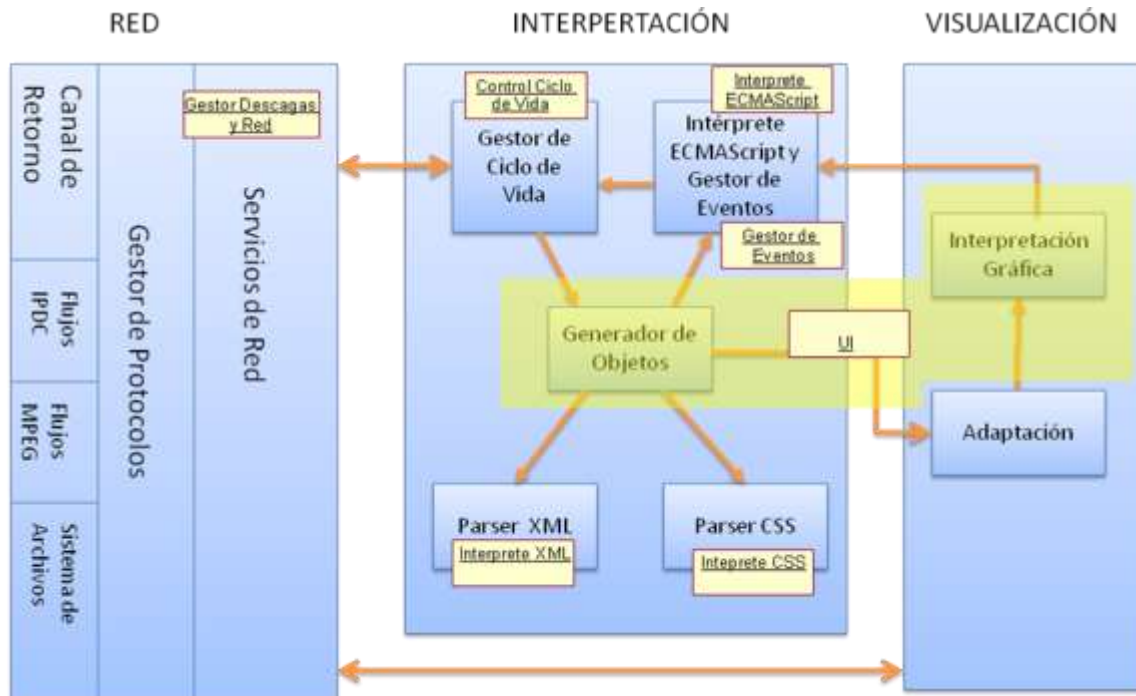 RED
INTERPERTACIÓN
VISUALIZACIÓN
Canal de
Retorno
Flujos
IPDC
Flujos
MPEG
Sistema de
Archivos
Gestor de Protocolos
Gestor Descagas
y Red
Servicios de Red
Control Ciclo
de Vida
Gestor de
Ciclo de
Vida
Interprete
ECMAScript
Intérprete
ECMAScript y
Gestor de
Eventos
Gestor de
Eventos
Generador de
Objetos
UI
Parser XML
Interprete XML
Parser CSS
Inteprete CSS
Interpretación
Gráfica
Adaptación